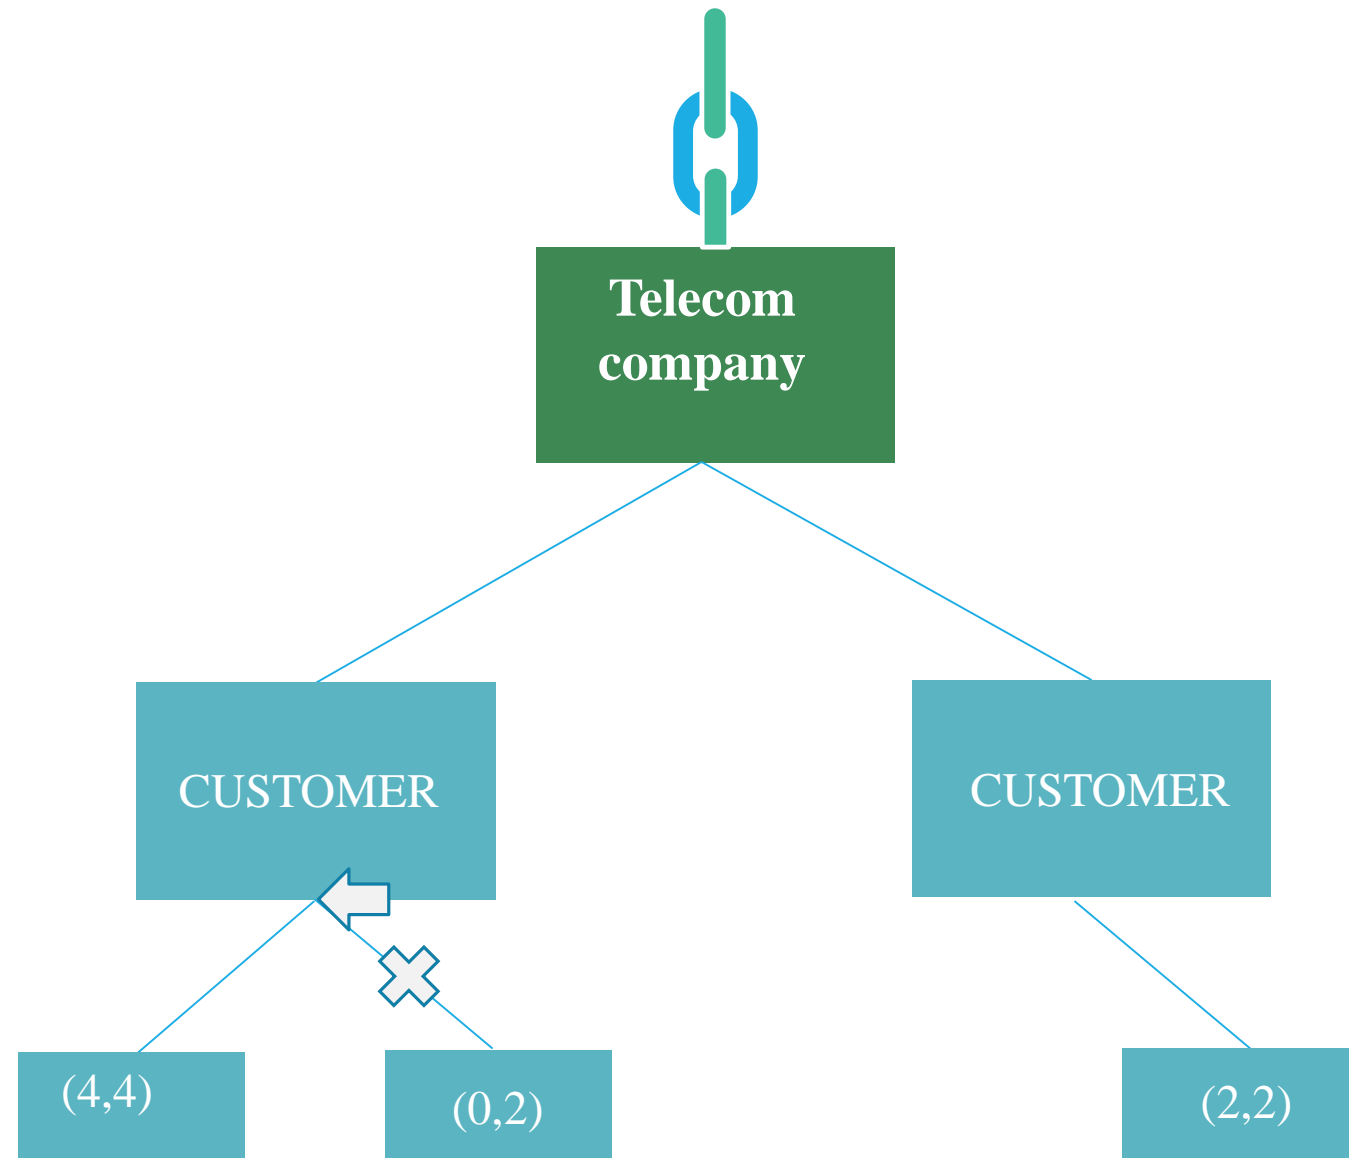 Telecom
company
CUSTOMER
CUSTOMER
(4,4)
(0,2)
(2,2)